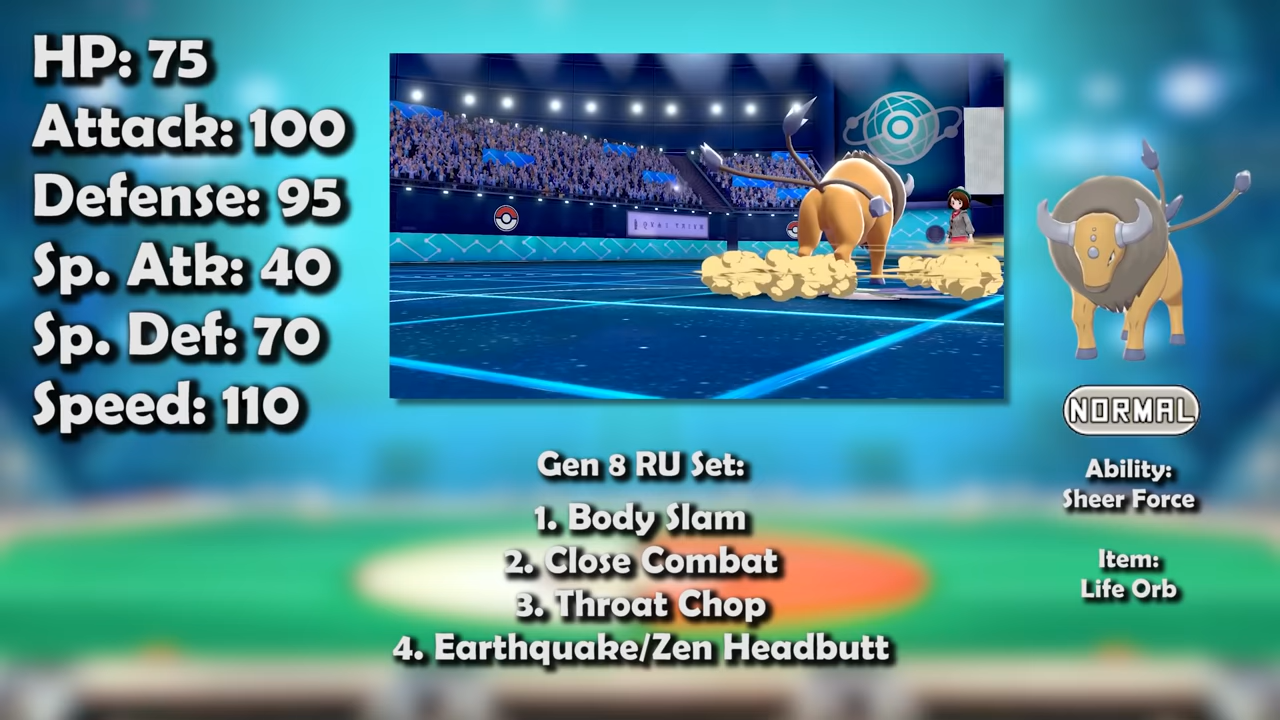 HP: 75
Attack: 100
Defense: 95
Sp. Atk: 40
Sp. Def: 70
Speed: 110
NORMAL
Ability:
Sheer Force
Item:
Life Orb
Gen 8 RU Set:
1. Body Slam
2. Close Combat
3. Throat Chop
4. Earthquake/Zen Headbutt